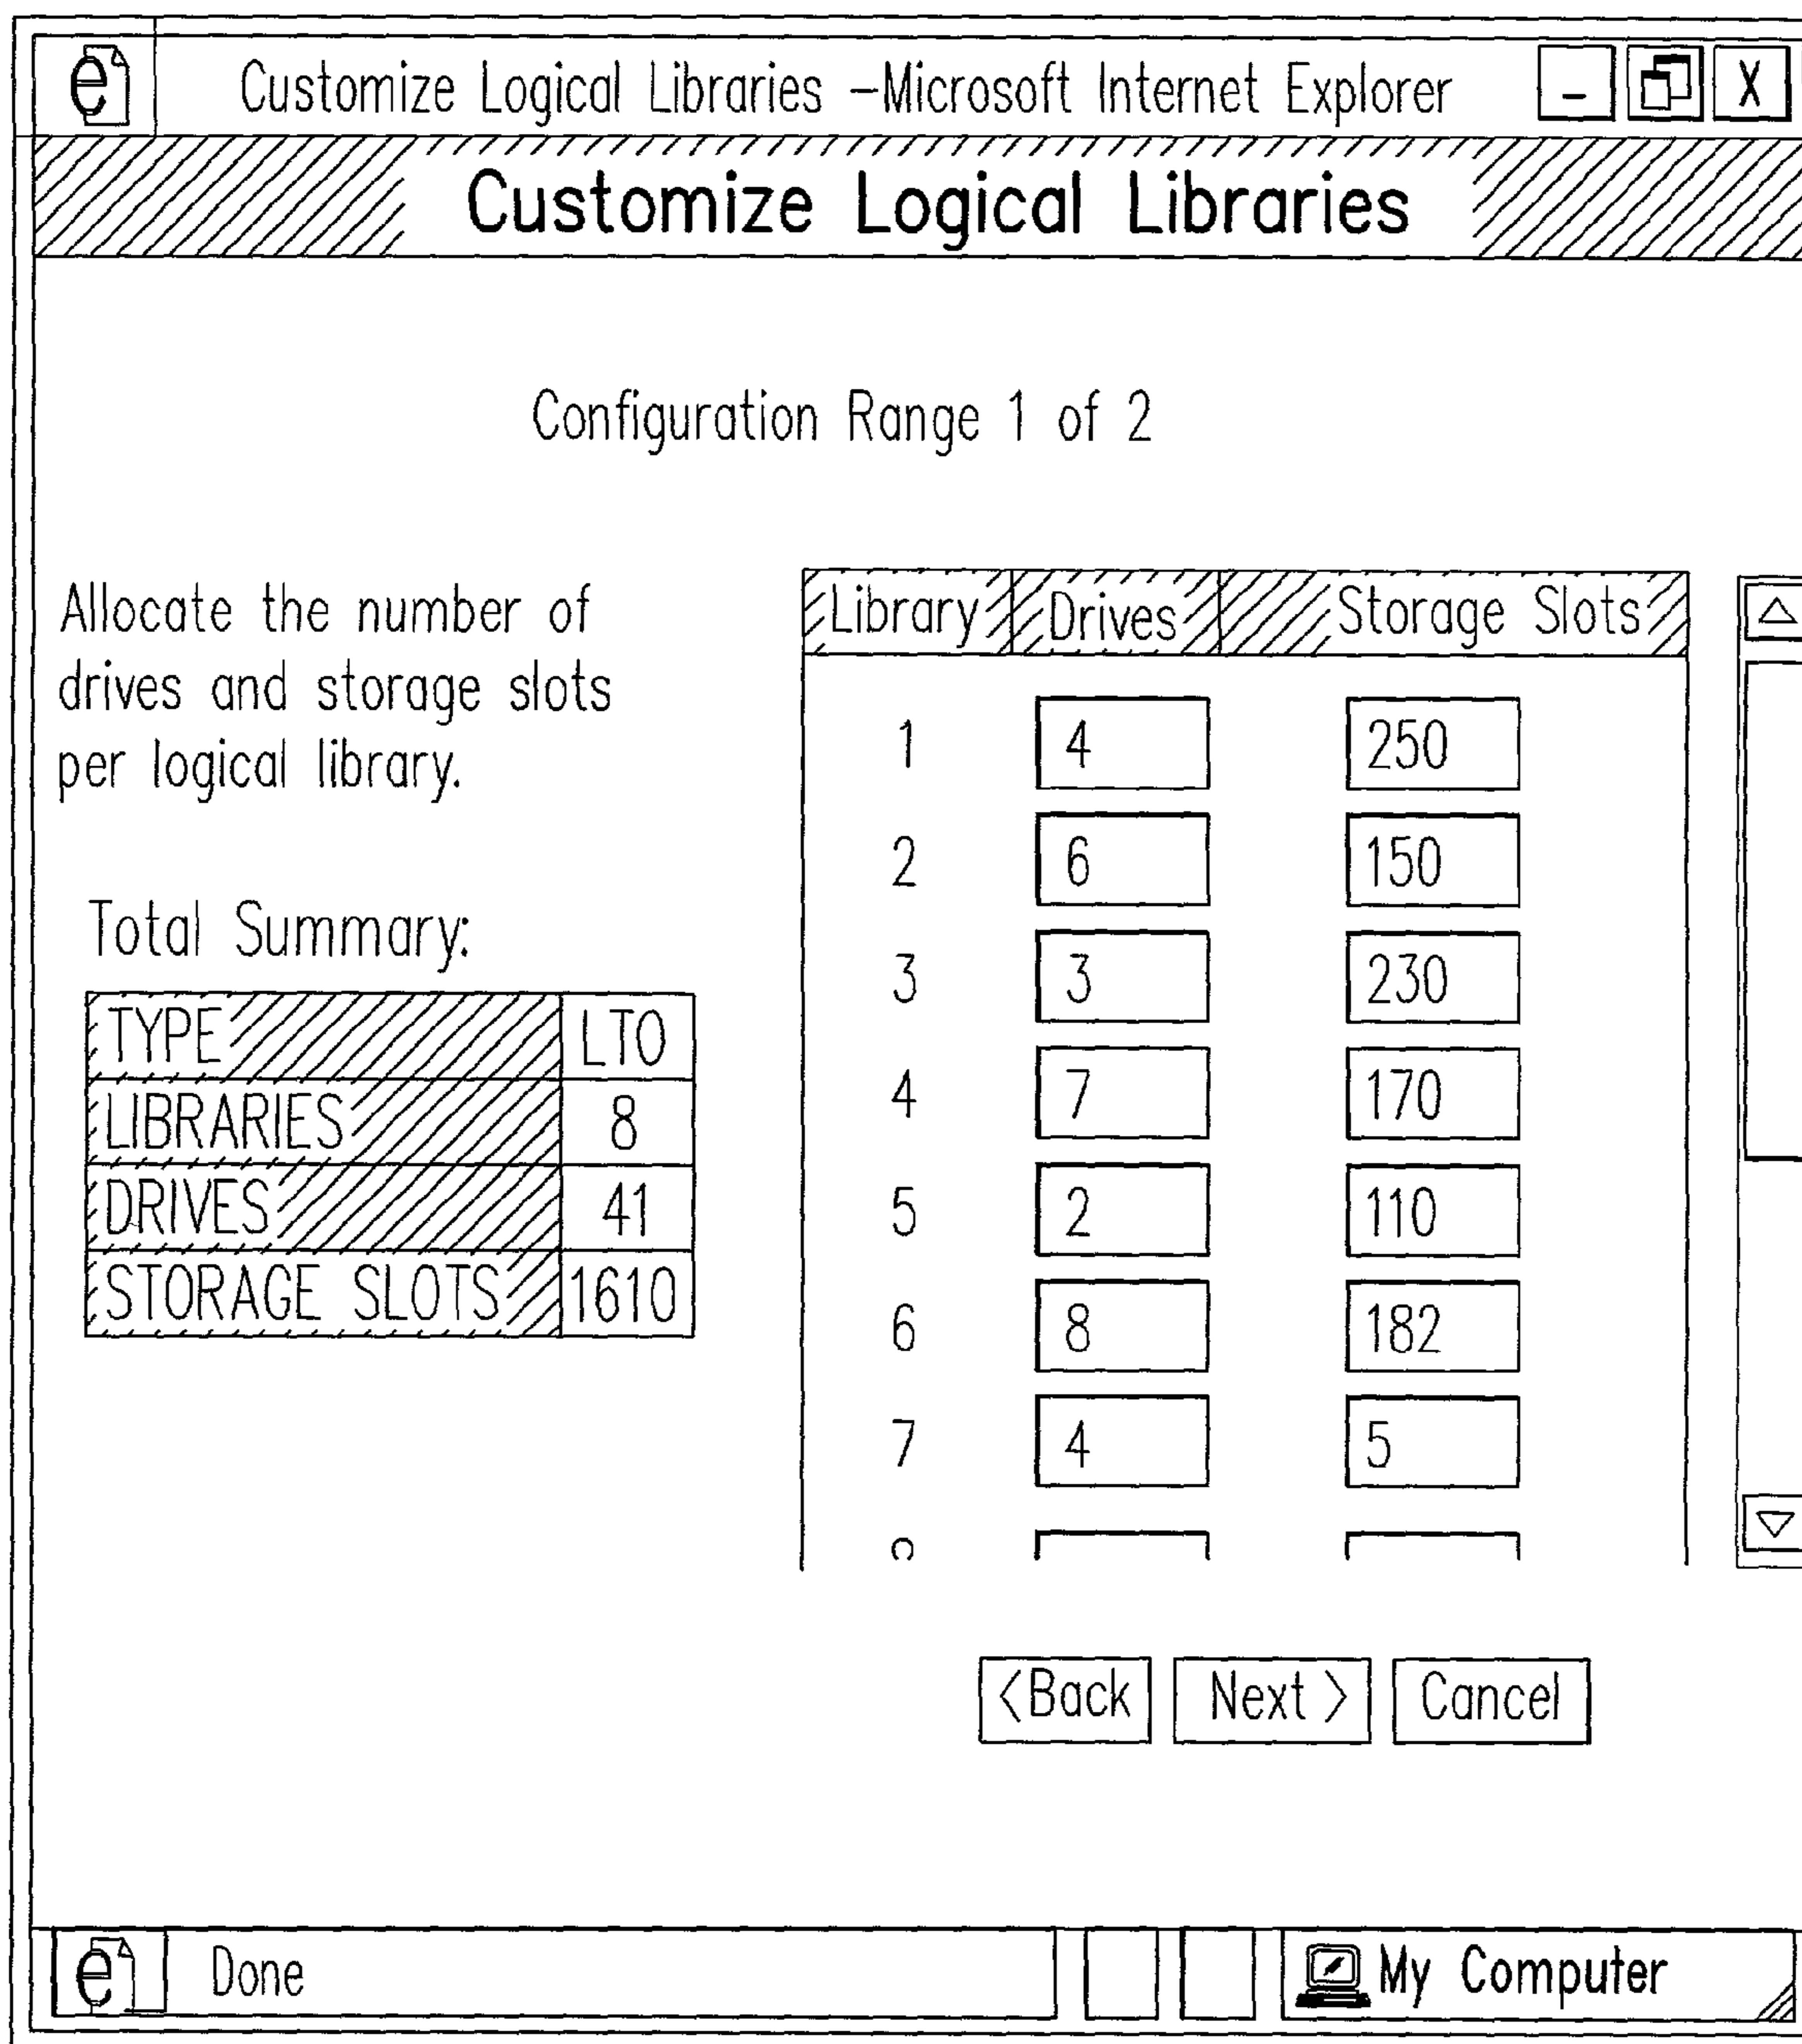 Customize Logical Libraries –Microsoft Internet Explorer
Customize Logical Libraries
Configuration Range 1 of 2
Allocate the number of
drives and storage slots
per logical library.
Total Summary:
TYPE LTO
LIBRARIES 8
DRIVES 41
STORAGE SLOTS 1610
Library Drives Storage Slots
1 4 250
2 6 150
3 3 230
4 7 170
5 2 110
6 8 182
7 4 5
<Back Next > Cancel
Done
My Computer